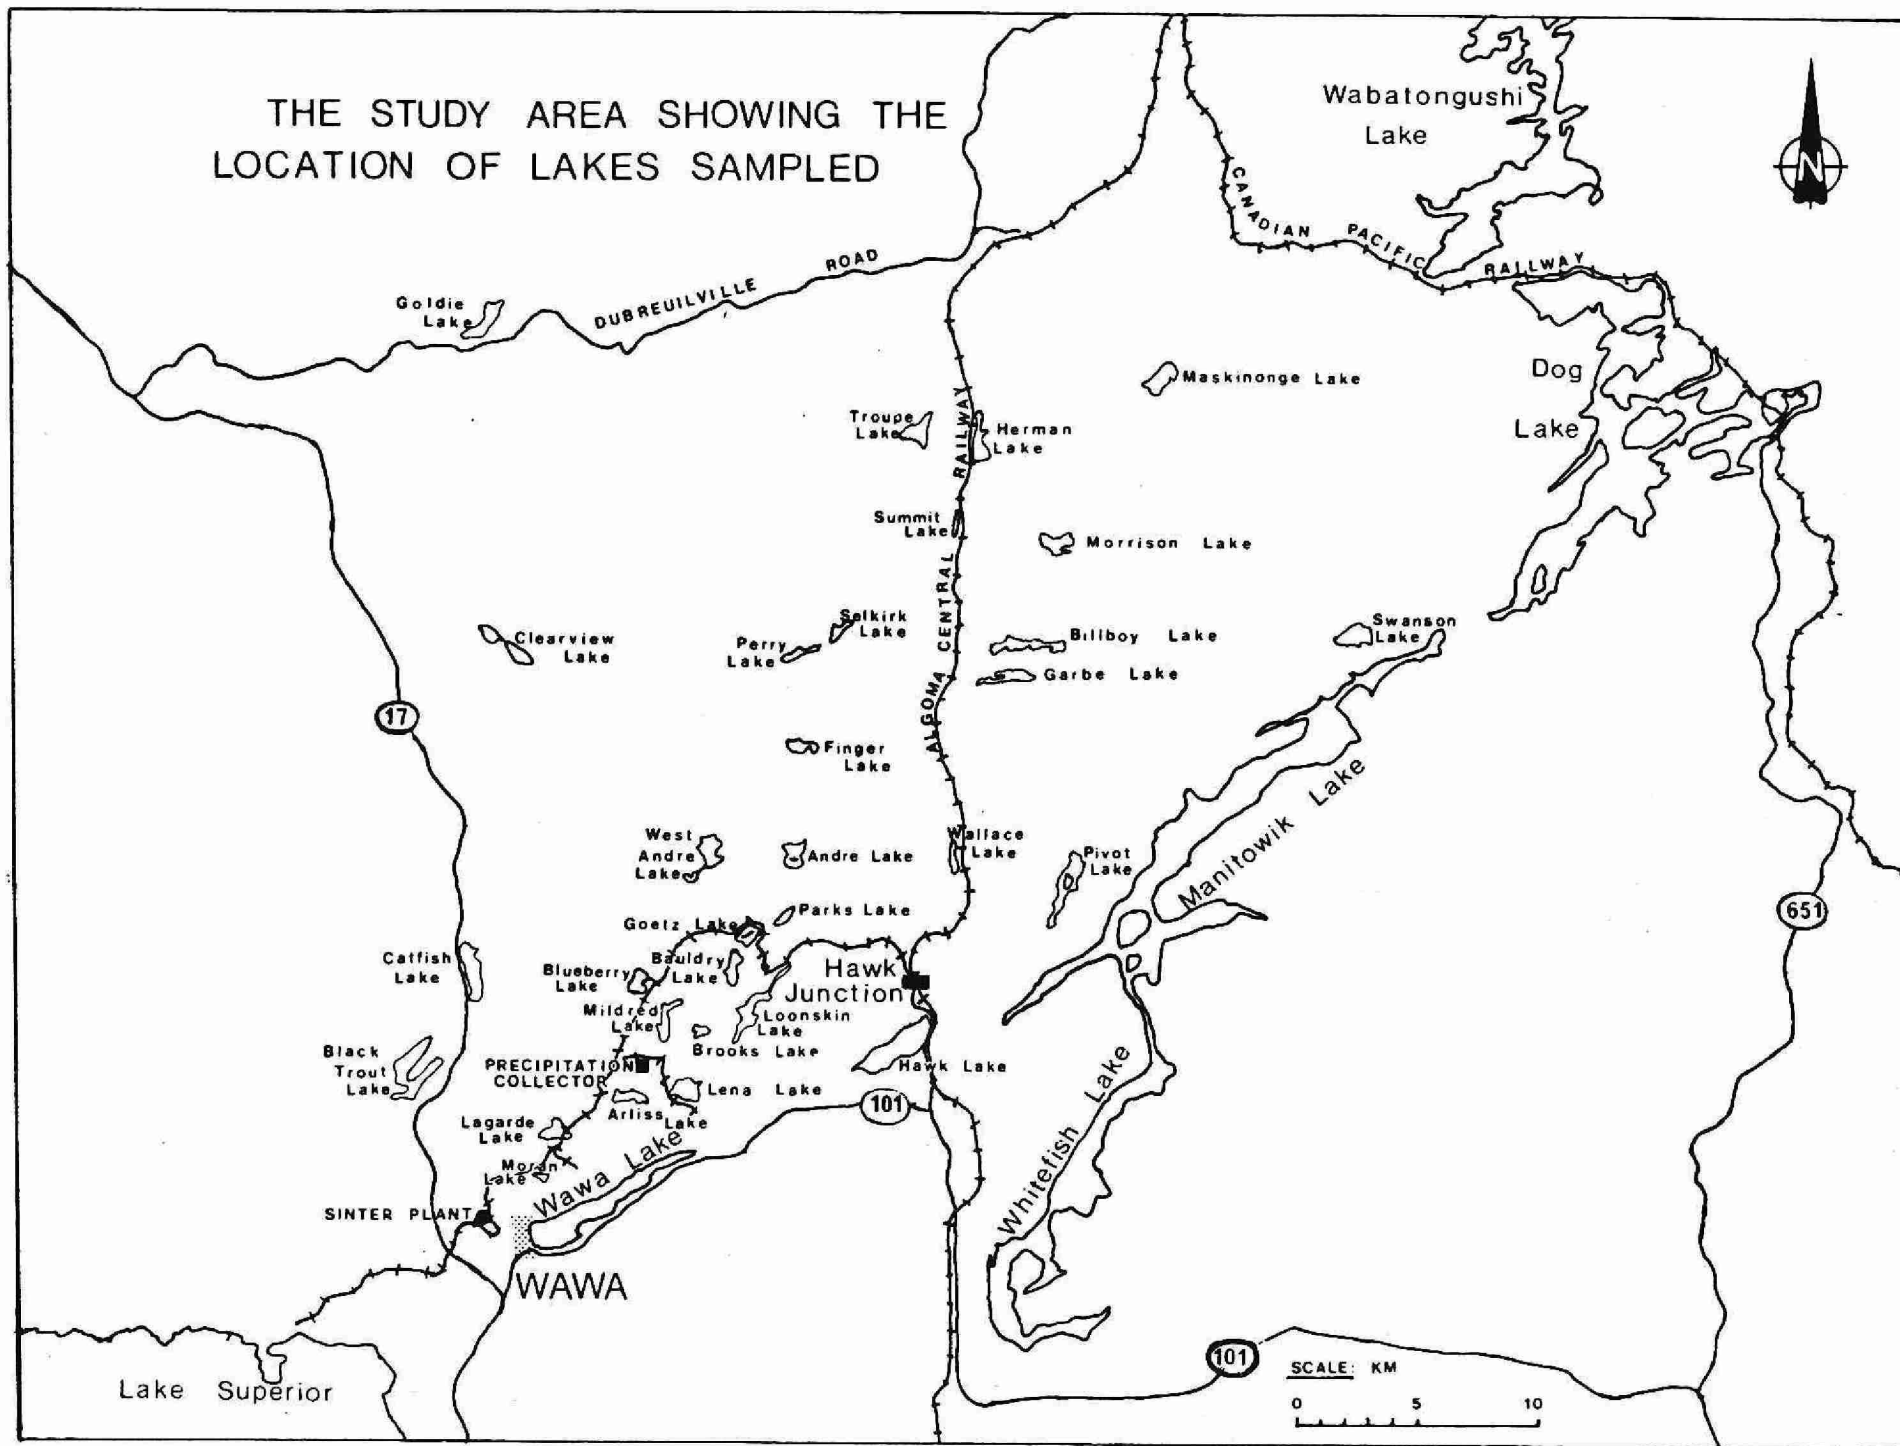 THE STUDY AREA SHOWING THE
LOCATION OF LAKES SAMPLED
Wabatongushi
Lake
N
CANADIAN PACIFIC RAILWAY
DUBREUILVILLE ROAD
Goldie
Lake
Dog
Lake
Maskinonge Lake
Troupe
Lake
Herman
Lake
ALGOMA CENTRAL RAILWAY
Summit
Lake
Morrison Lake
Selkirk
Lake
Swanson
Lake
Clearview
Lake
Perry
Lake
Billboy Lake
Garbe Lake
17
Finger
Lake
Manitowik Lake
West
Andre
Lake
Andre Lake
Wallace
Lake
Pivot
Lake
Parks Lake
651
Goetz Lake
Catfish
Lake
Blueberry
Lake
Bauldry
Lake
Hawk
Junction
Mildred
Lake
Loonskin
Lake
Brooks Lake
Black
Trout
Lake
PRECIPITATION
COLLECTOR
Hawk Lake
Lena Lake
Arliss
Lake
101
Lagarde
Lake
Moran
Lake
Wawa Lake
Whitefish Lake
SINTER PLANT
WAWA
101
SCALE: KM
0 5 10
Lake Superior